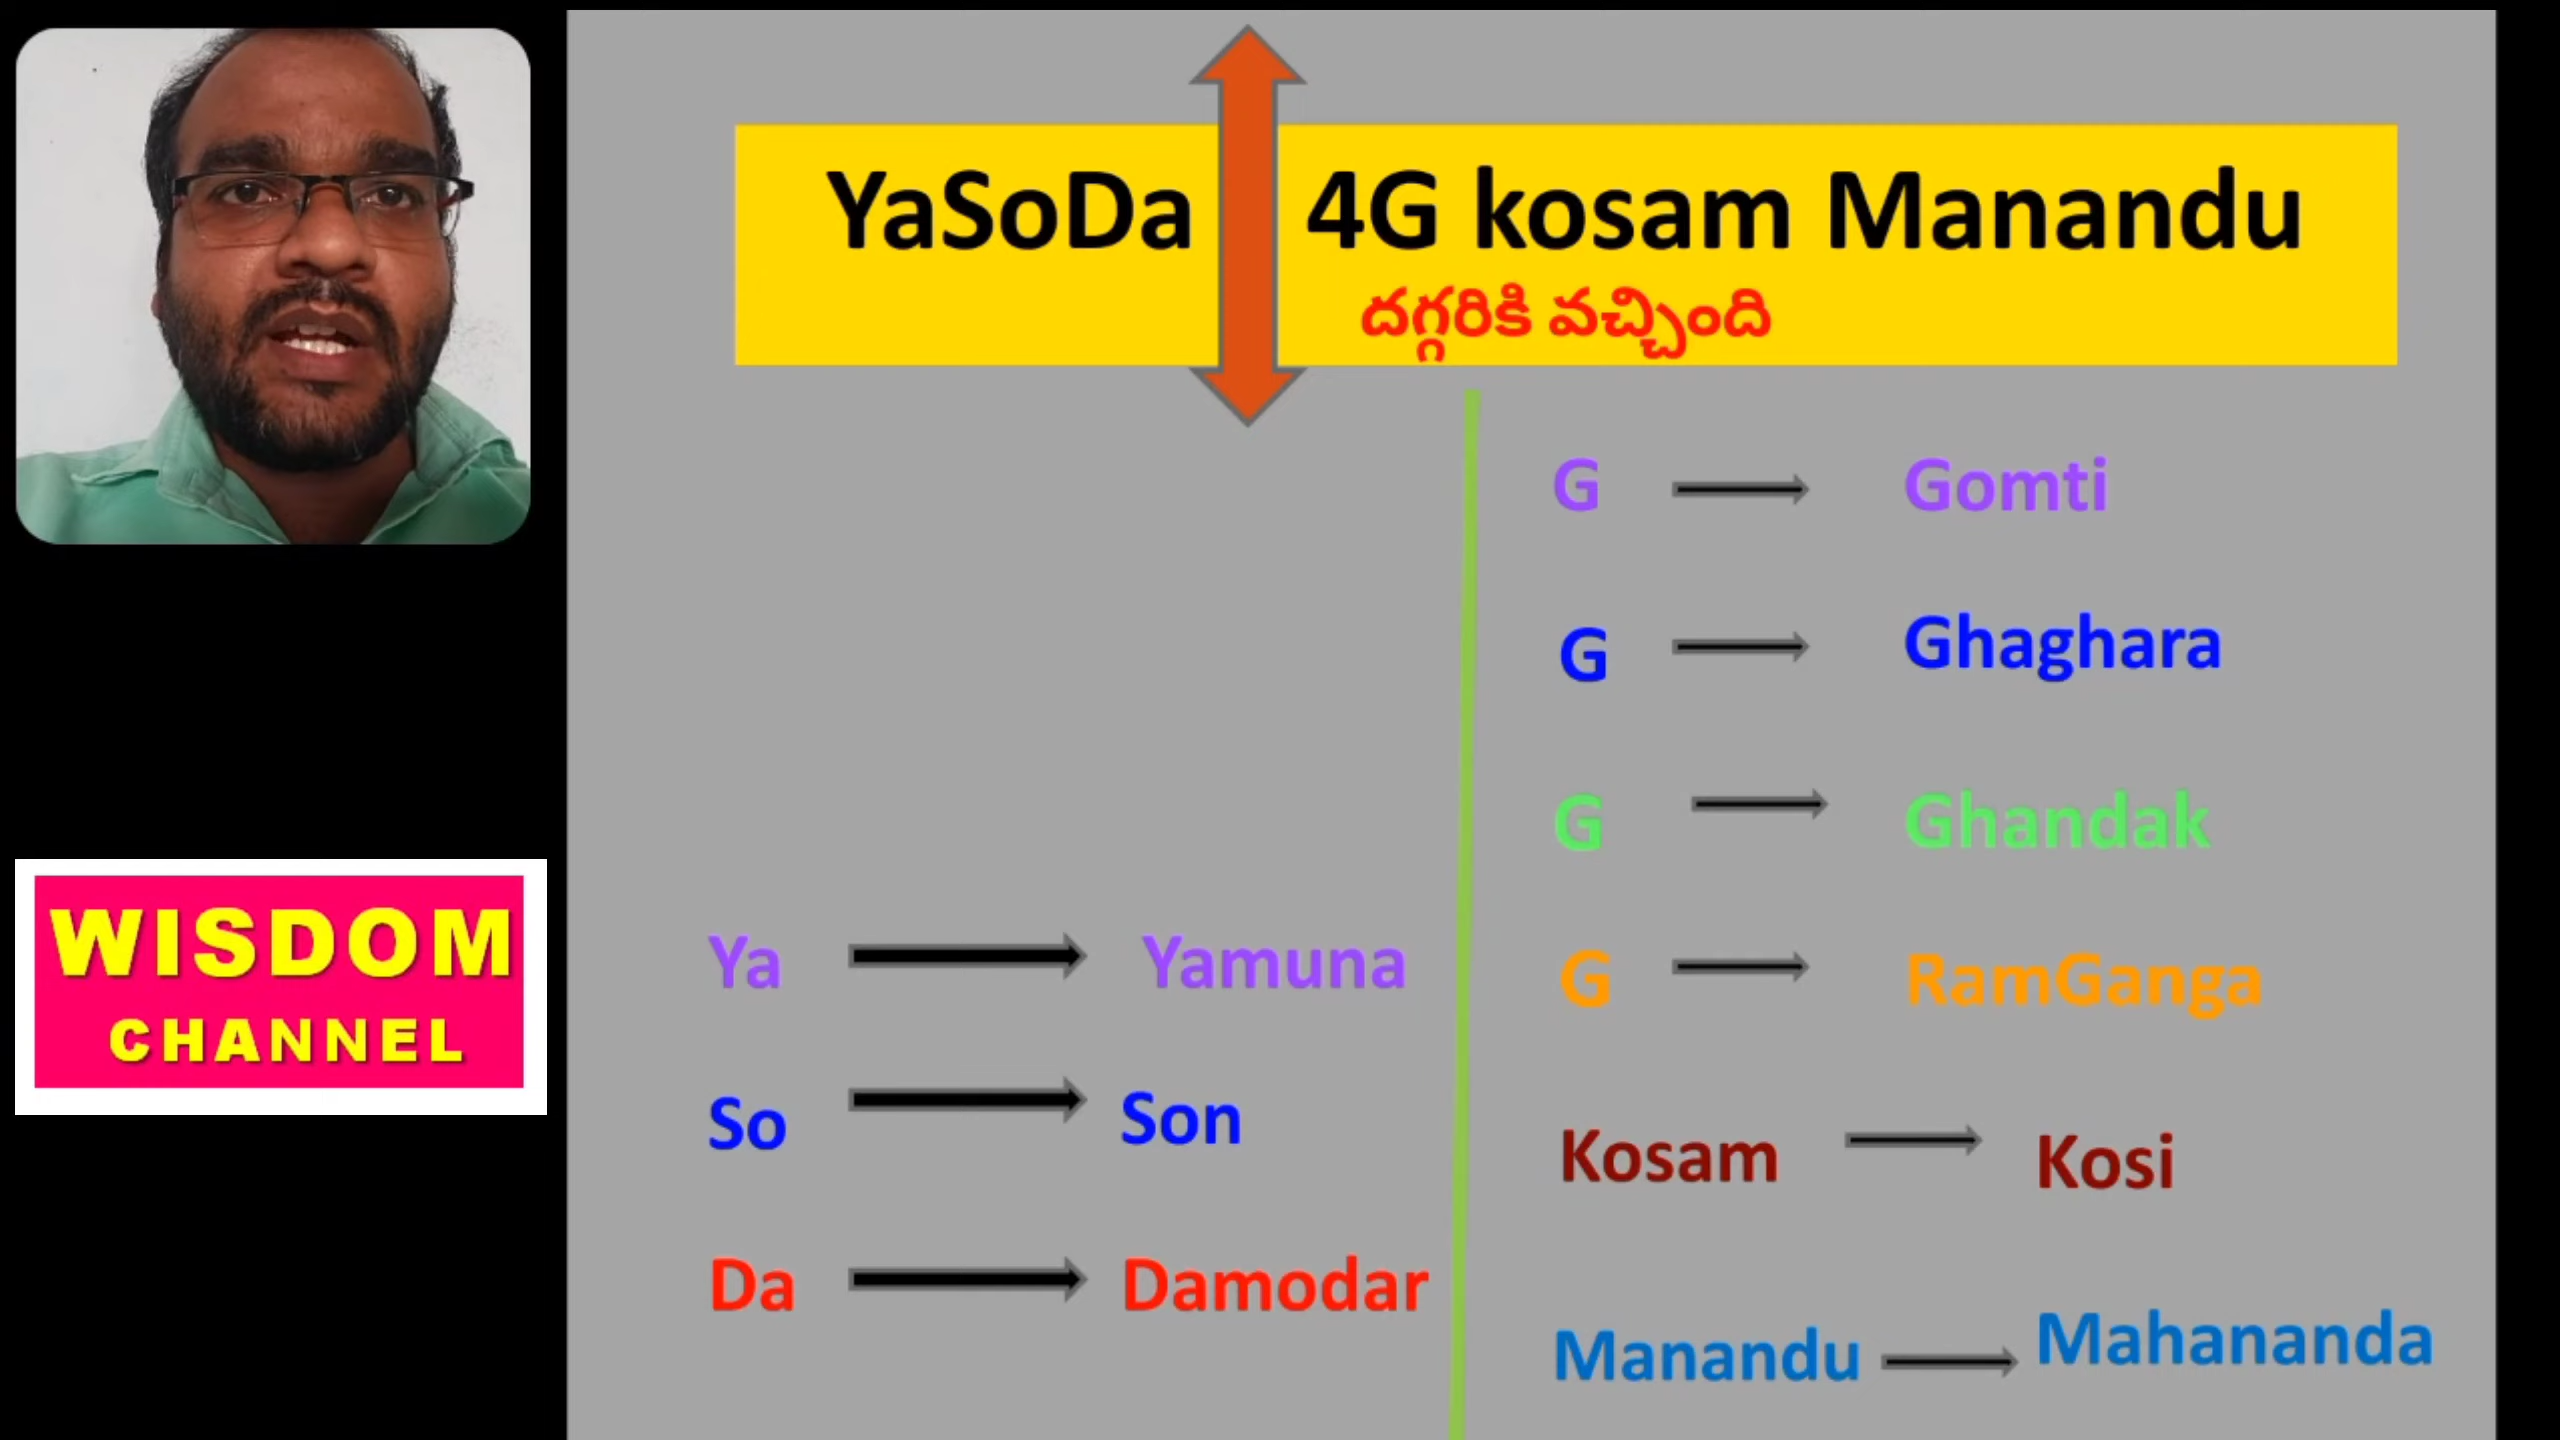 YaSoDa 4G kosam Manandu
దగ్గరికి వచ్చింది
G Gomti
G Ghaghara
G Ghandak
G RamGanga
Kosam Kosi
Manandu Mahananda
Ya Yamuna
So Son
Da Damodar
WISDOM
CHANNEL